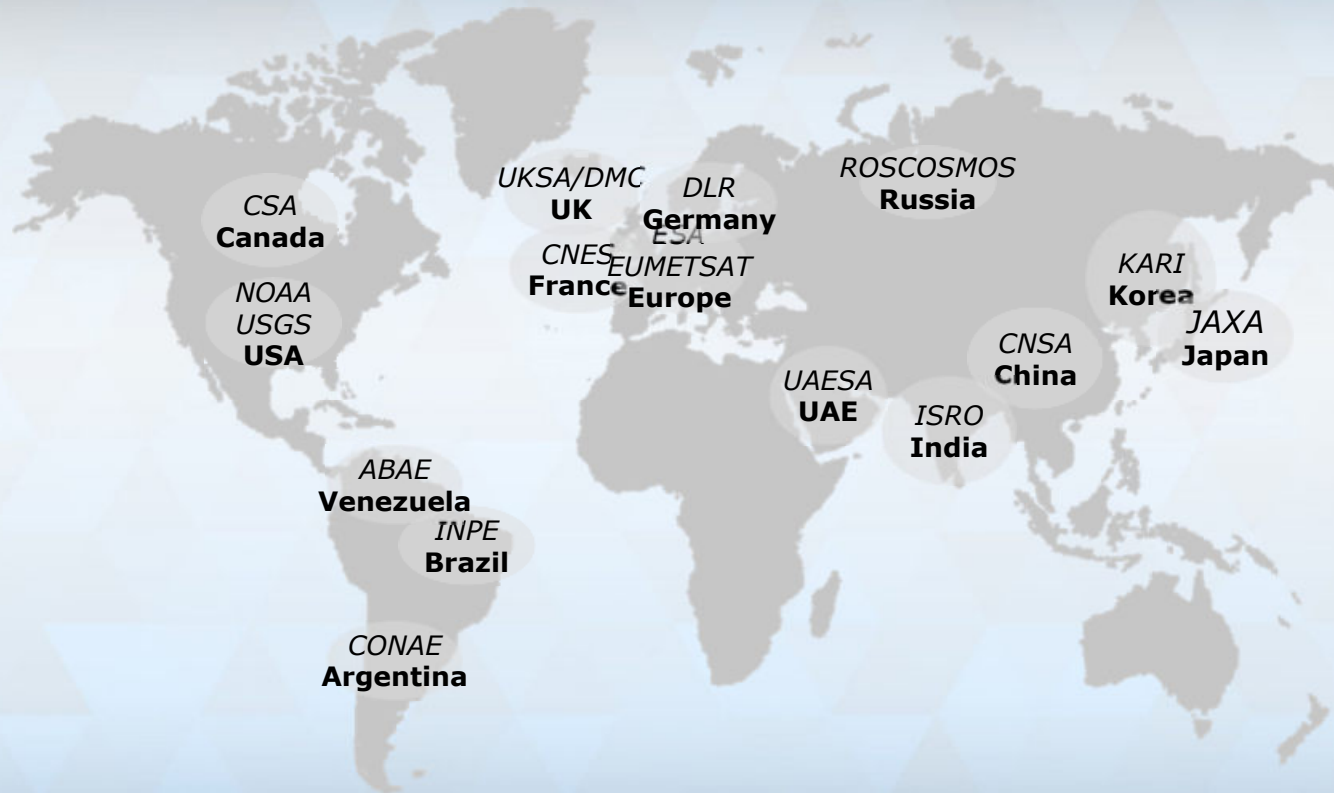 CSA
Canada
NOAA
USGS
USA
ABAE
Venezuela
INPE
Brazil
CONAE
Argentina
UKSA/DMC
UK
CNES
France
DLR
Germany
ESA
EUMETSAT
Europe
ROSCOSMOS
Russia
UAESA
UAE
ISRO
India
CNSA
China
KARI
Korea
JAXA
Japan